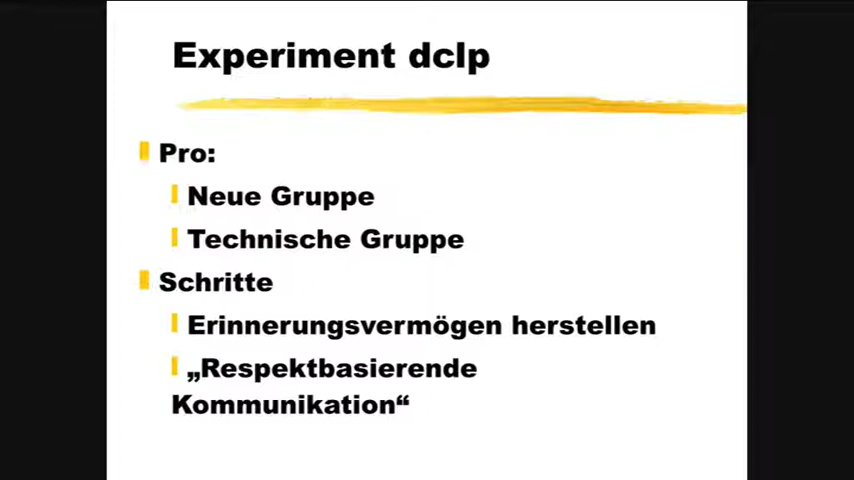 Experiment dclp
Pro:
Neue Gruppe
Technische Gruppe
Schritte
Erinnerungsvermögen herstellen
„Respektbasierende
Kommunikation“